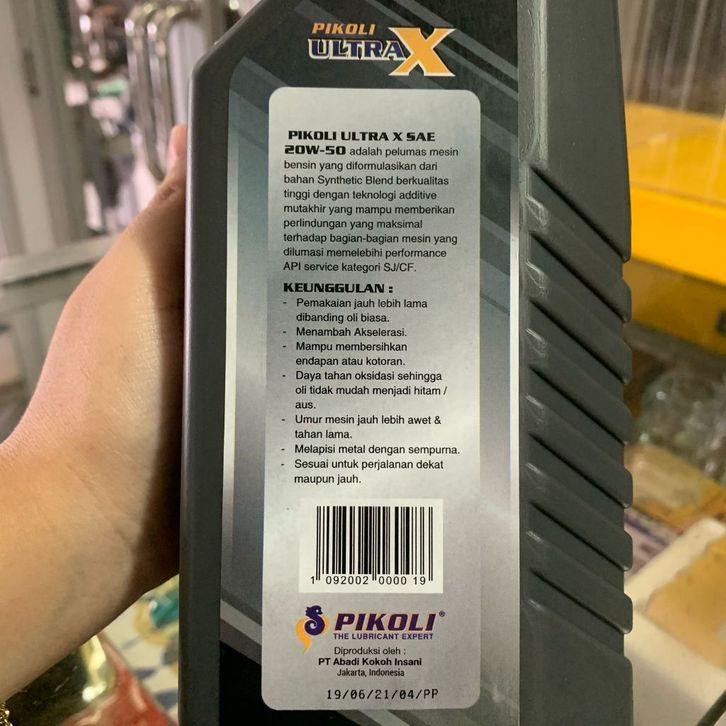 PIKOLI
ULTRA X
PIKOLI ULTRA X SAE
20W-50 adalah pelumas mesin
bensin yang diformulasikan dari
bahan Synthetic Blend berkualitas
tinggi dengan teknologi additive
mutakhir yang mampu memberikan
perlindungan yang maksimal
terhadap bagian-bagian mesin yang
dilumasi memelebihi performance
API service kategori SJ/CF.
KEUNGGULAN :
- Pemakaian jauh lebih lama
dibanding oli biasa.
- Menambah Akselerasi.
- Mampu membersihkan
endapan atau kotoran.
- Daya tahan oksidasi sehingga
oli tidak mudah menjadi hitam /
aus.
- Umur mesin jauh lebih awet &
tahan lama.
- Melapisi metal dengan sempurna.
- Sesuai untuk perjalanan dekat
maupun jauh.
1 092002 0000 19
PIKOLI®
THE LUBRICANT EXPERT
Diproduksi oleh :
PT Abadi Kokoh Insani
Jakarta, Indonesia
19/06/21/04/PP